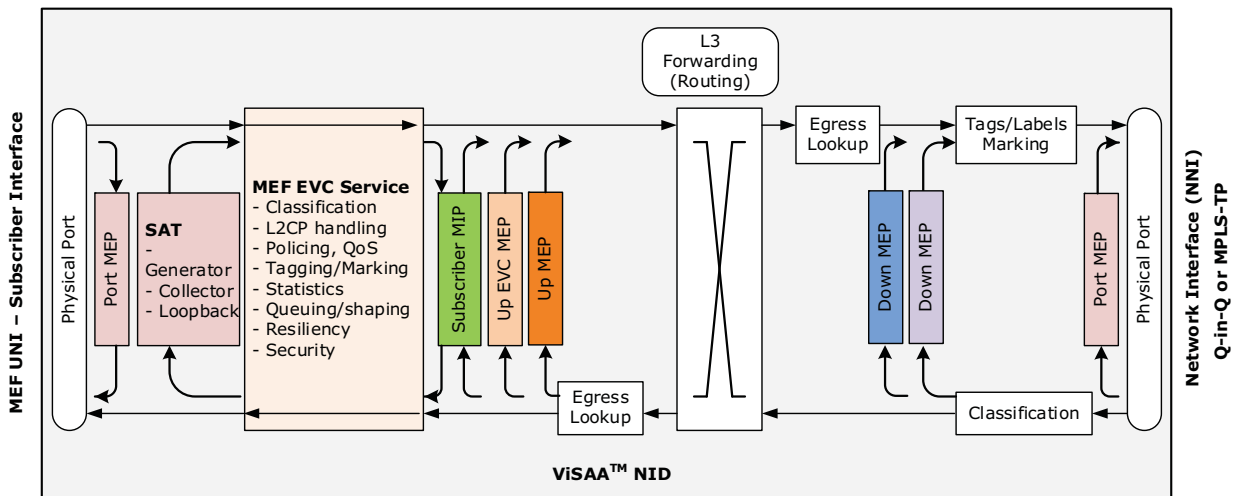 MEF UNI – Subscriber Interface
Physical Port
Port MEP
SAT
-
Generator
- Collector
- Loopback
MEF EVC Service
- Classification
- L2CP handling
- Policing, QoS
- Tagging/Marking
- Statistics
- Queuing/shaping
- Resiliency
- Security
Subscriber MIP
Up EVC MEP
Up MEP
Egress
Lookup
L3
Forwarding
(Routing)
Egress
Lookup
Tags/Labels
Marking
Down MEP
Down MEP
Classification
Port MEP
Physical Port
Network Interface (NNI)
Q-in-Q or MPLS-TP
ViSAA™ NID